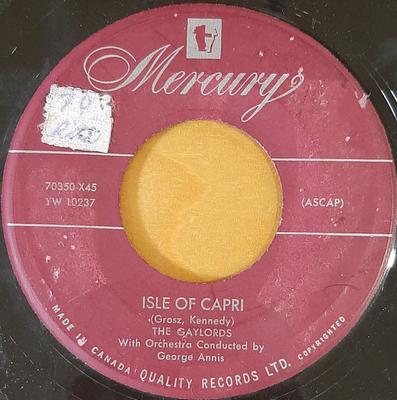 Mercury
70350-X45
YW 10237
(ASCAP)
ISLE OF CAPRI
(Grosz, Kennedy)
THE GAYLORDS
With Orchestra Conducted by
George Annis
MADE IN CANADA QUALITY RECORDS LTD. COPYRIGHTED